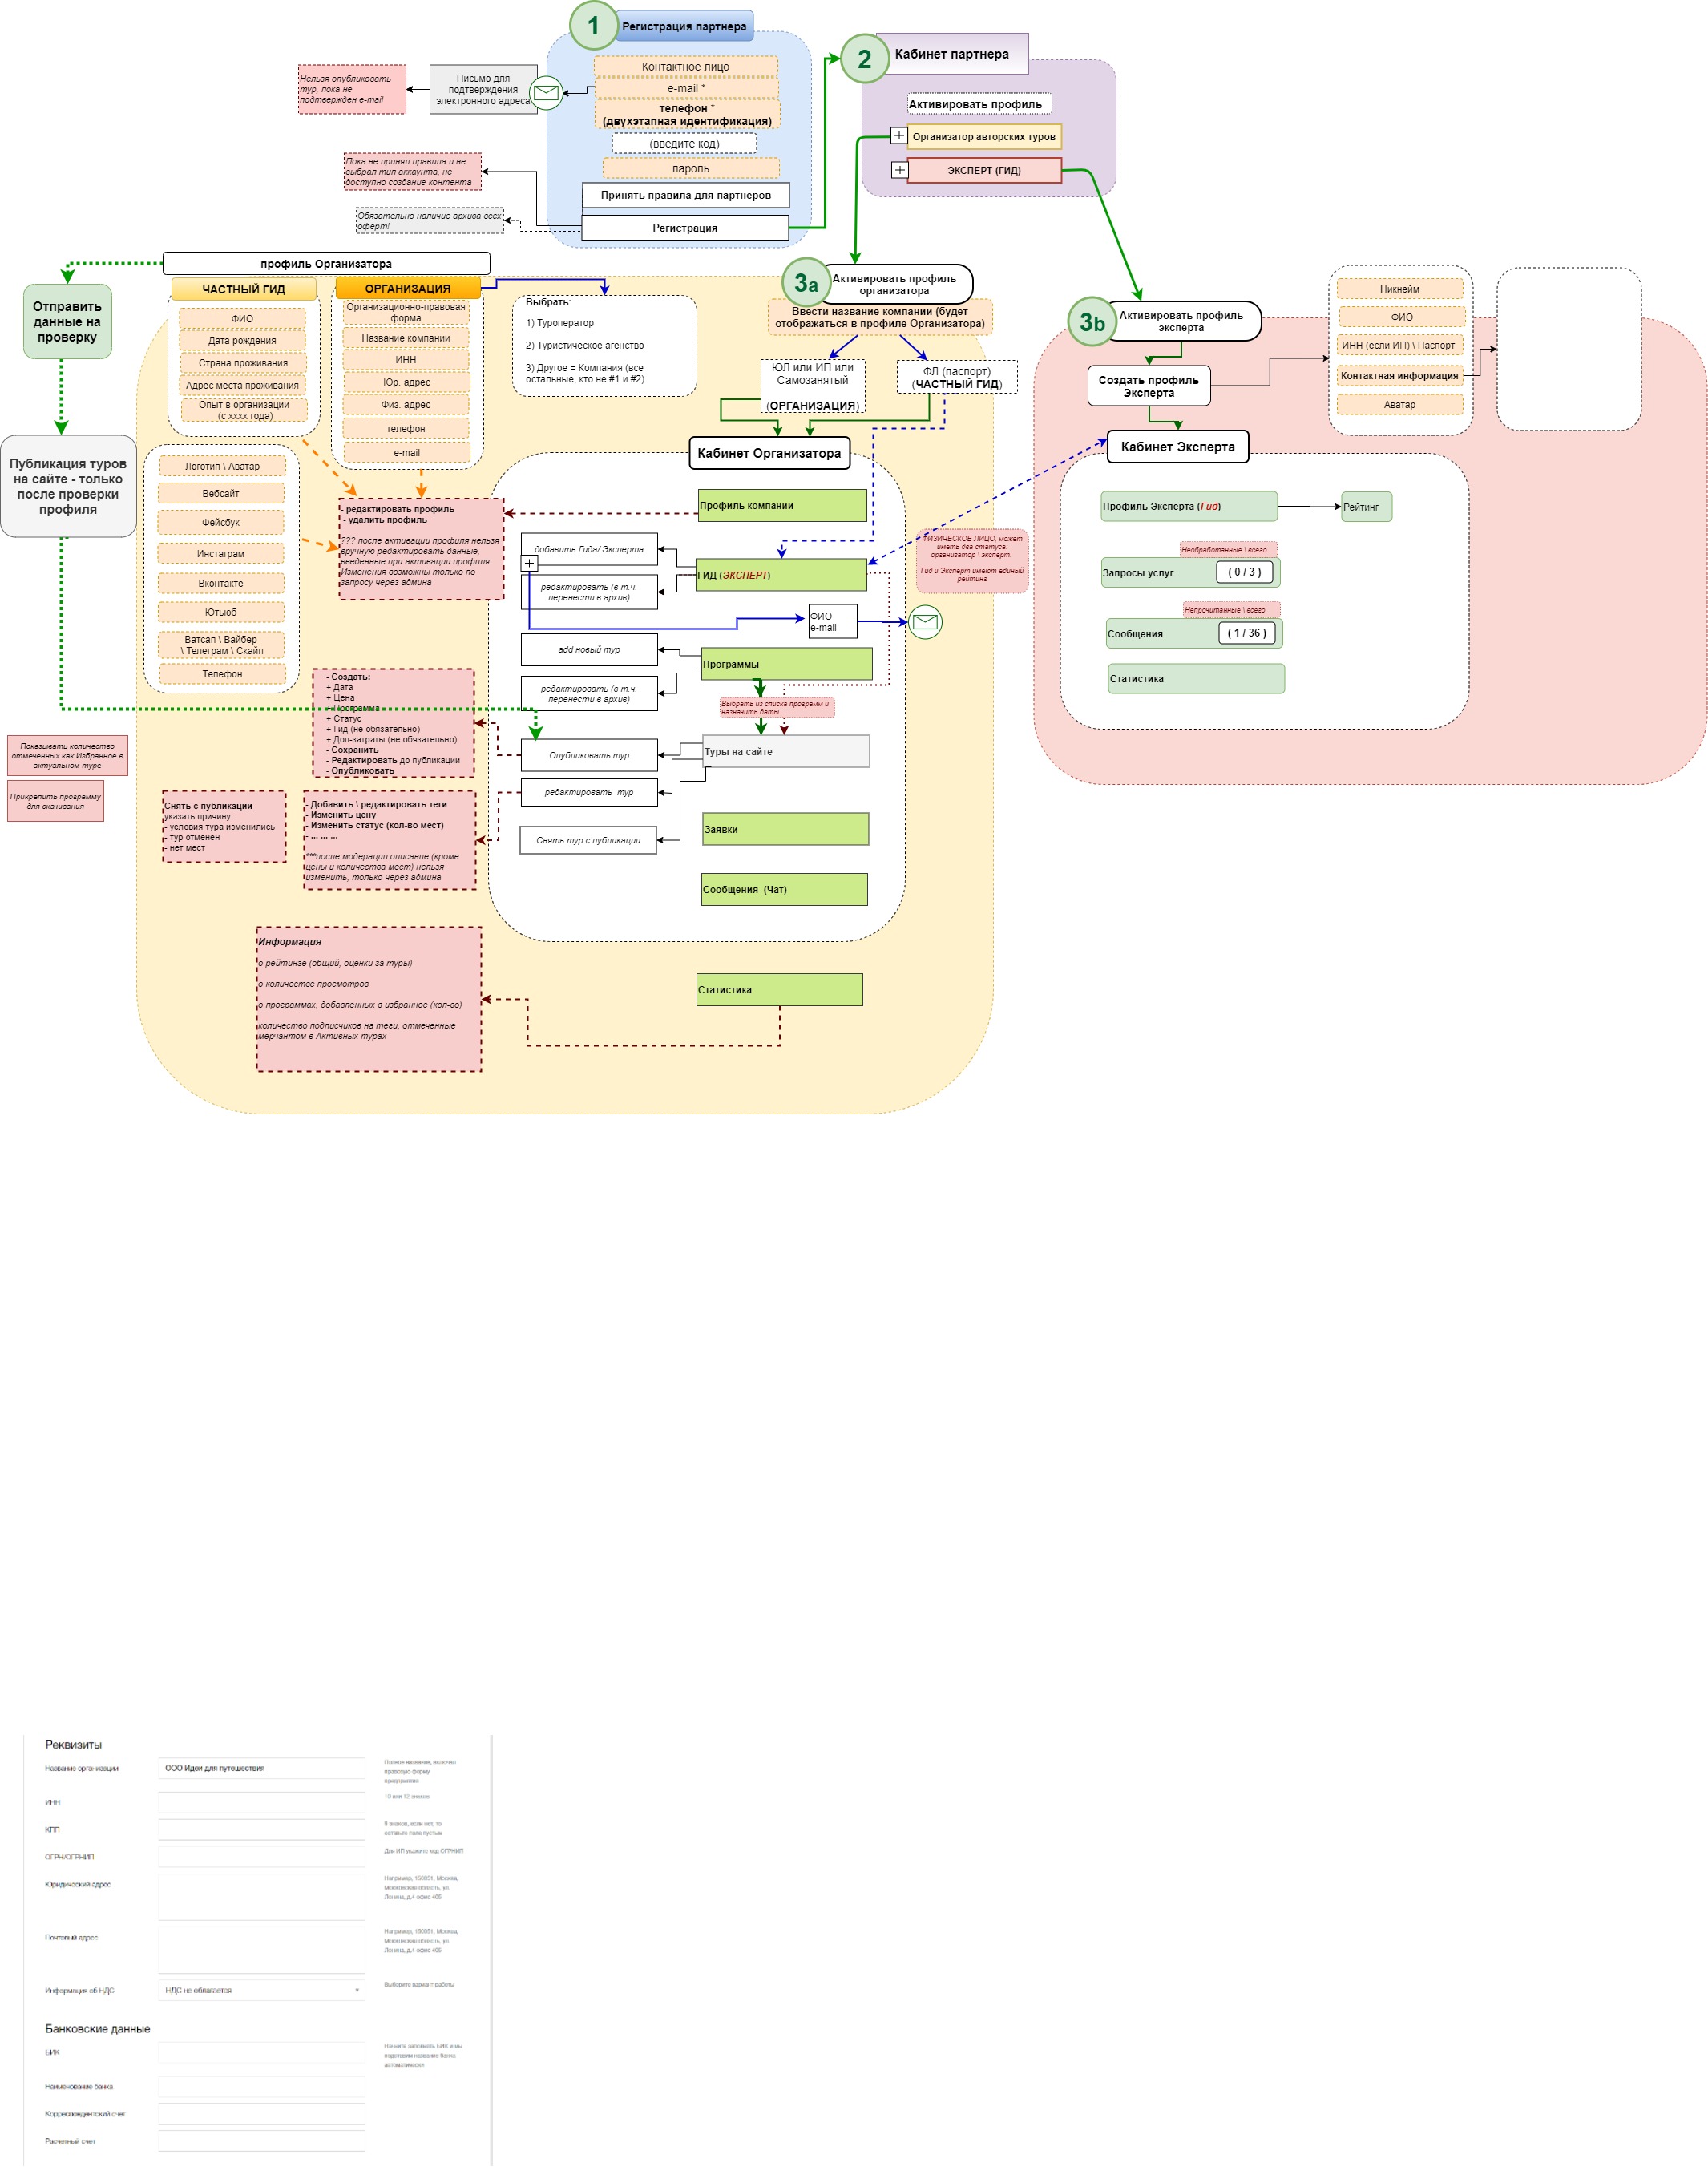 1
Регистрация партнера
Контактное лицо
e-mail *
телефон *
(двухэтапная идентификация)
(введите код)
пароль
Принять правила для партнеров
Регистрация
Письмо для
подтверждения
электронного адреса
Нельзя опубликовать
тур, пока не
подтвержден e-mail
Пока не принял правила и не
выбрал тип аккаунта, не
доступно создание контента
Обязательно наличие архива всех
оферт!
2
Кабинет партнера
Активировать профиль
Организатор авторских туров
ЭКСПЕРТ (ГИД)
профиль Организатора
Отправить
данные на
проверку
Публикация туров
на сайте - только
после проверки
профиля
ЧАСТНЫЙ ГИД
ФИО
Дата рождения
Страна проживания
Адрес места проживания
Опыт в организации
(с xxxx года)
ОРГАНИЗАЦИЯ
Организационно-правовая
форма
Название компании
ИНН
Юр. адрес
Физ. адрес
телефон
e-mail
Выбрать:
1) Туроператор
2) Туристическое агенство
3) Другое = Компания (все
остальные, кто не #1 и #2)
Логотип \ Аватар
Вебсайт
Фейсбук
Инстаграм
Вконтакте
Ютьюб
Ватсап \ Вайбер
\ Телеграм \ Скайп
Телефон
- редактировать профиль
- удалить профиль
??? после активации профиля нельзя
вручную редактировать данные,
введенные при активации профиля.
Изменения возможны только по
запросу через админа
3a
Активировать профиль
организатора
Ввести название компании (будет
отображаться в профиле Организатора)
ЮЛ или ИП или
Самозанятый
(ОРГАНИЗАЦИЯ)
ФЛ (паспорт)
(ЧАСТНЫЙ ГИД)
Кабинет Организатора
Профиль компании
добавить Гида/ Эксперта
редактировать (в т.ч.
перенести в архив)
ГИД (ЭКСПЕРТ)
ФИО
e-mail
ФИЗИЧЕСКОЕ ЛИЦО, может
иметь два статуса:
организатор \ эксперт.
Гид и Эксперт имеют единый
рейтинг
add новый тур
редактировать (в т.ч.
перенести в архив)
Программы
Выбрать из списка программ и
назначить даты
- Создать:
+ Дата
+ Цена
+ Программа
+ Статус
+ Гид (не обязательно)
+ Доп-затраты (не обязательно)
- Сохранить
- Редактировать до публикации
- Опубликовать
Опубликовать тур
редактировать тур
Снять тур с публикации
Туры на сайте
Заявки
Сообщения (Чат)
Статистика
Показывать количество
отмеченных как Избранное в
актуальном туре
Прикрепить программу
для скачивания
Снять с публикации
указать причину:
- условия тура изменились
- тур отменен
- нет мест
- Добавить \ редактировать теги
- Изменить цену
- Изменить статус (кол-во мест)
- ... ... ...
***после модерации описание (кроме
цены и количества мест) нельзя
изменить, только через админа
Информация
о рейтинге (общий, оценки за туры)
о количестве просмотров
о программах, добавленных в избранное (кол-во)
количество подписчиков на теги, отмеченные
мерчантом в Активных турах
3b
Активировать профиль
эксперта
Создать профиль
Эксперта
Кабинет Эксперта
Никнейм
ФИО
ИНН (если ИП) \ Паспорт
Контактная информация
Аватар
Профиль Эксперта (Гид)
Рейтинг
Необработанные \ всего
Запросы услуг
( 0 / 3 )
Непрочитанные \ всего
Сообщения
( 1 / 36 )
Статистика
Реквизиты
Название организации
ООО Идеи для путешествия
Полное название, включая
правовую форму
предприятия
ИНН
10 или 12 знаков
КПП
9 знаков, если нет, то
оставьте поле пустым
ОГРН/ОГРНИП
Для ИП укажите код ОГРНИП
Юридический адрес
Например, 150051, Москва,
Московская область, ул.
Ленина, д.4 офис 405
Почтовый адрес
Например, 150051, Москва,
Московская область, ул.
Ленина, д.4 офис 405
Информация об НДС
НДС не облагается
Выберите вариант работы
Банковские данные
БИК
Начните заполнять БИК и мы
подставим название банка
автоматически
Наименование банка
Корреспондентский счет
Расчетный счет